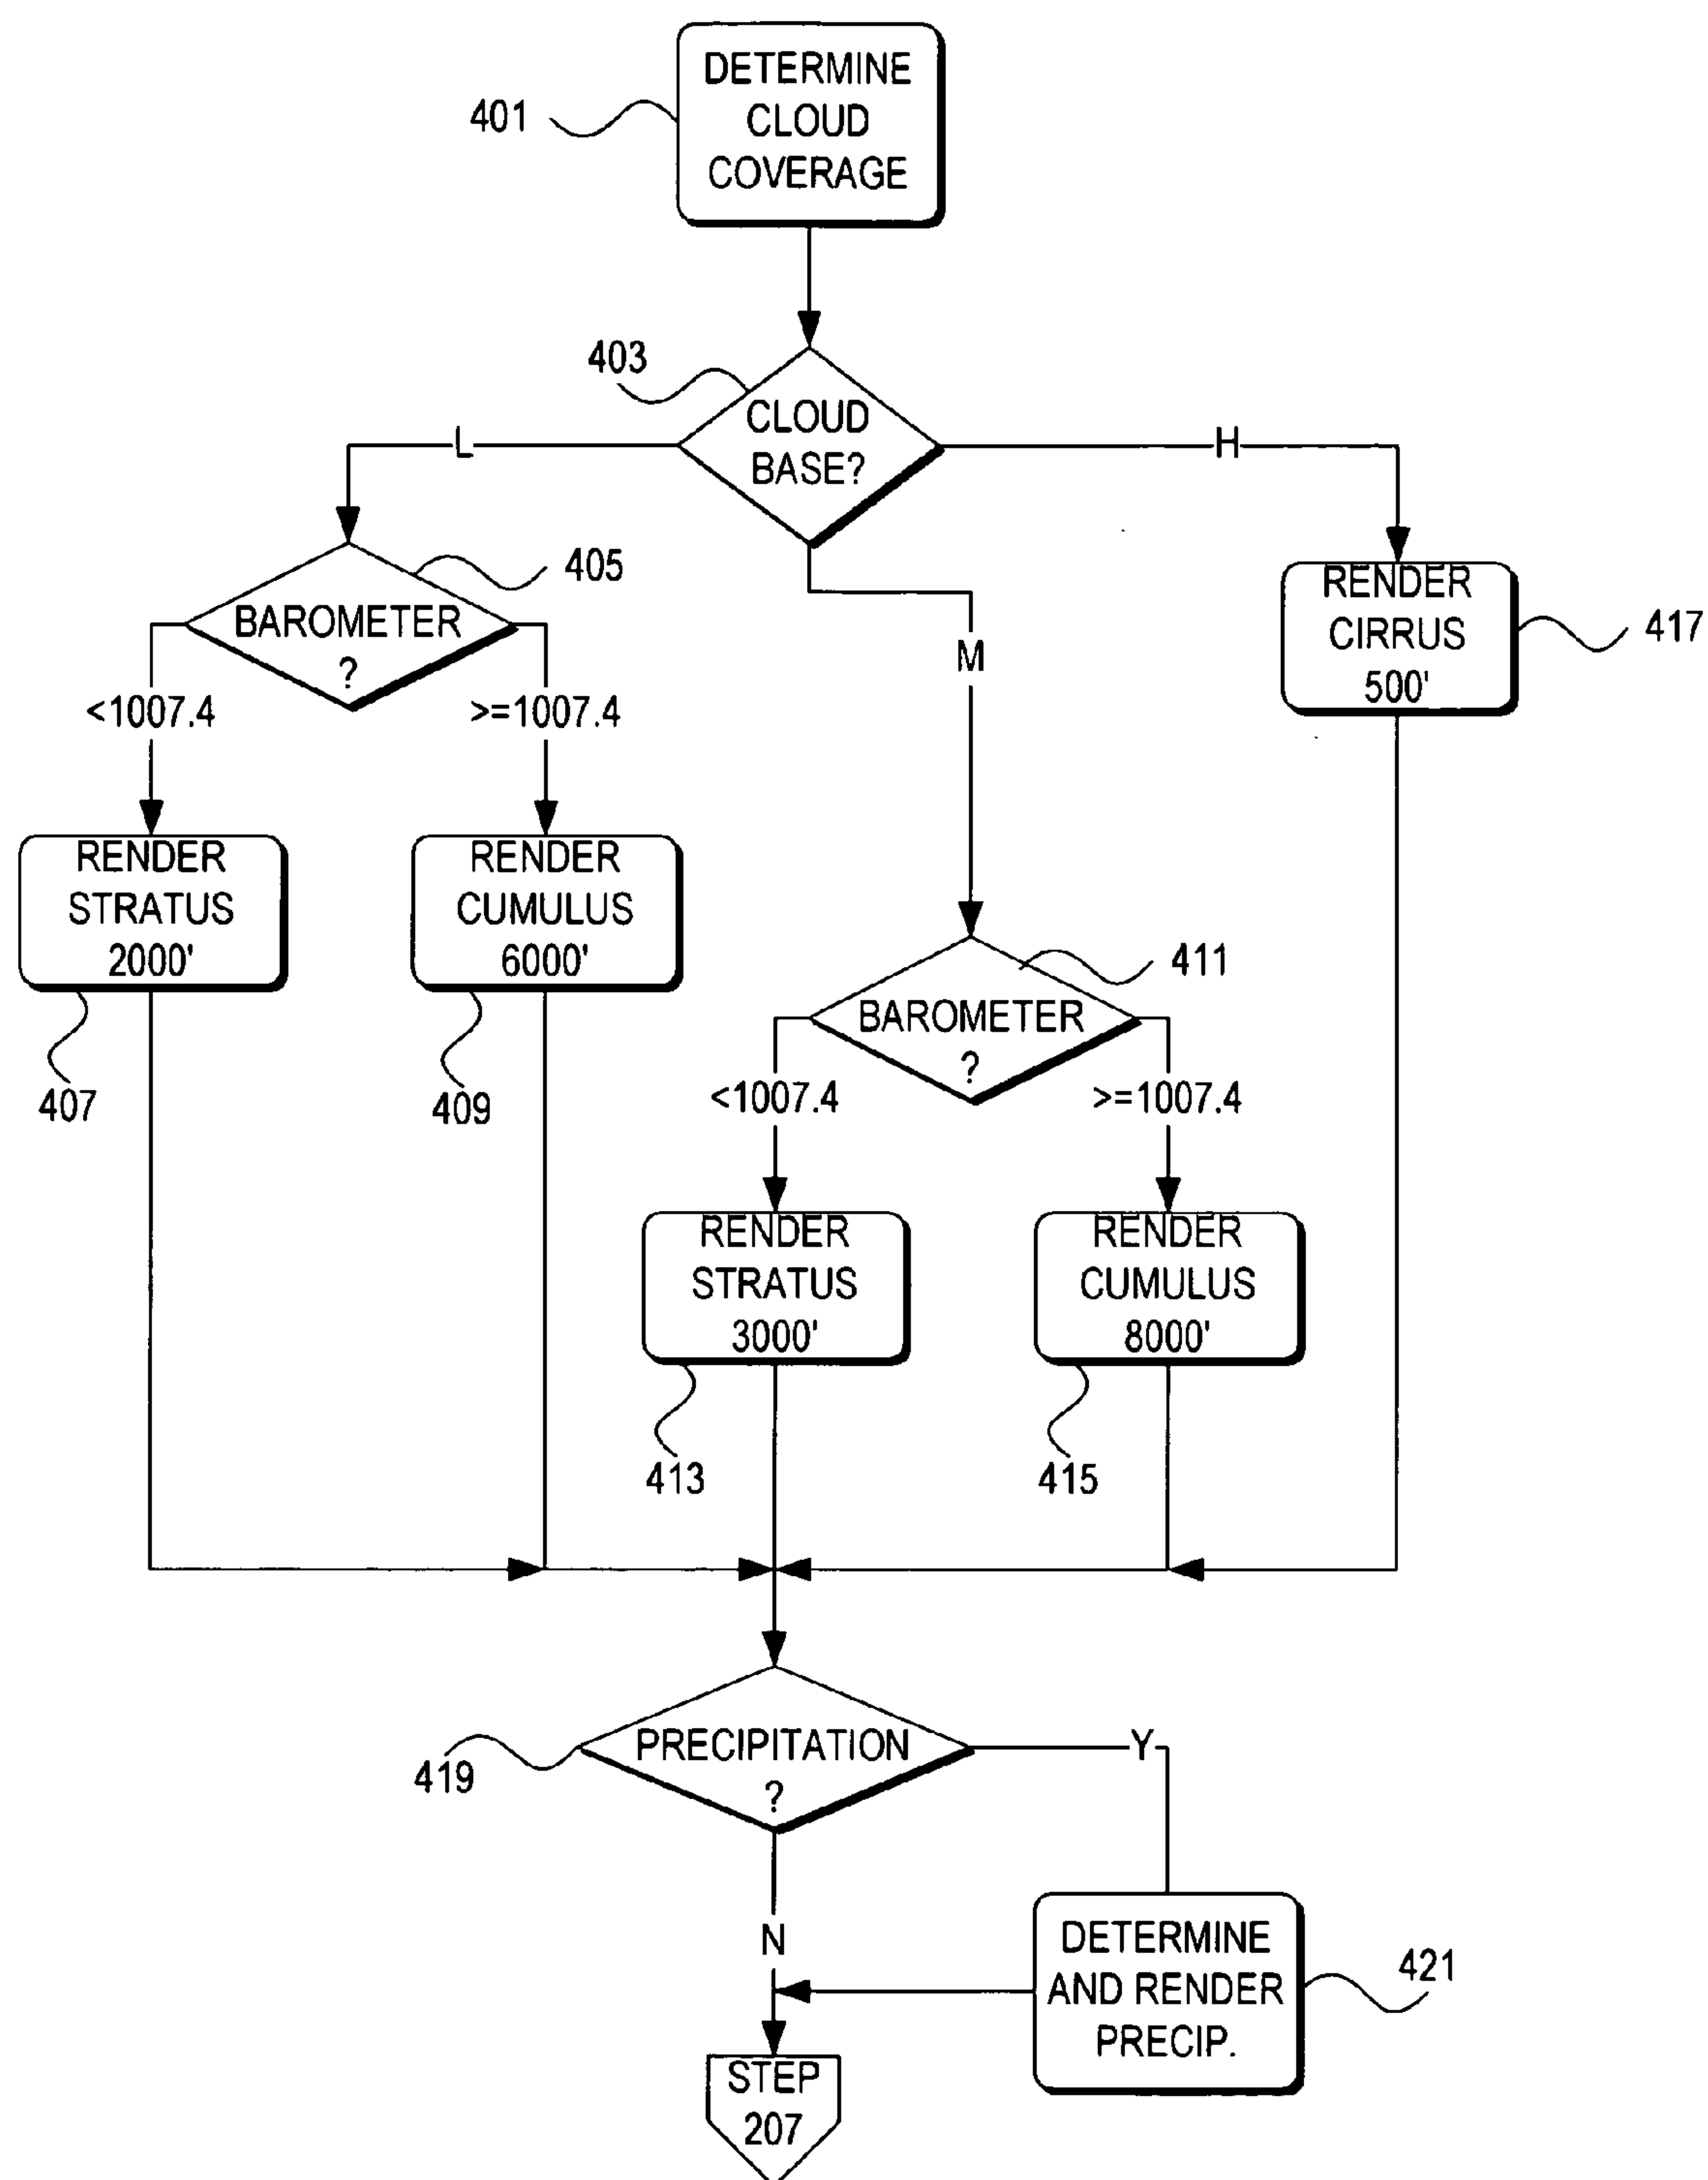 DETERMINE
CLOUD
COVERAGE
401
403
CLOUD
BASE?
L
H
M
405
BAROMETER
?
<1007.4
>=1007.4
RENDER
CIRRUS
500'
417
RENDER
STRATUS
2000'
407
RENDER
CUMULUS
6000'
409
411
BAROMETER
?
<1007.4
>=1007.4
RENDER
STRATUS
3000'
413
RENDER
CUMULUS
8000'
415
PRECIPITATION
?
419
Y
N
DETERMINE
AND RENDER
PRECIP.
421
STEP
207